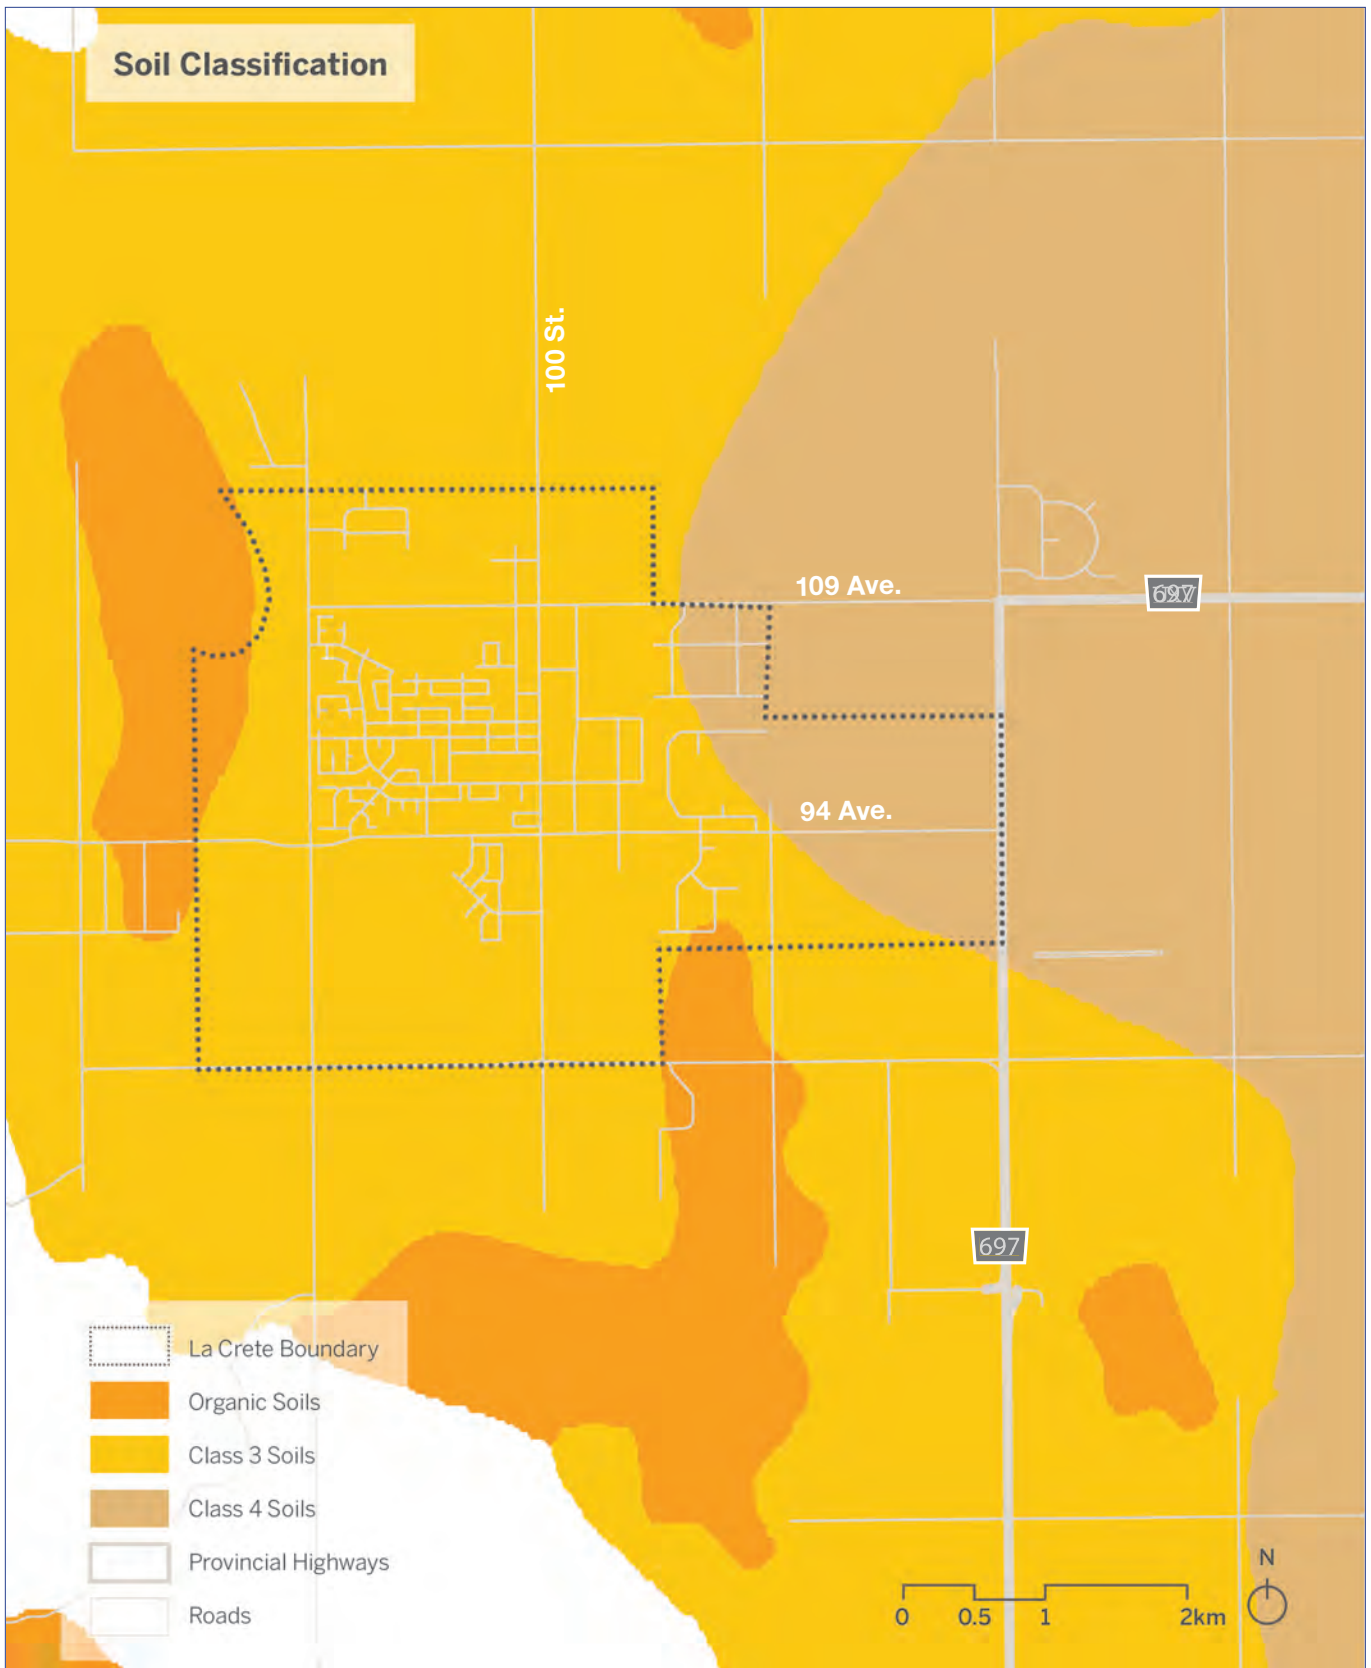 Soil Classification
100 St.
109 Ave.
697
94 Ave.
697
La Crete Boundary
Organic Soils
Class 3 Soils
Class 4 Soils
Provincial Highways
Roads
N
0 0.5 1 2km